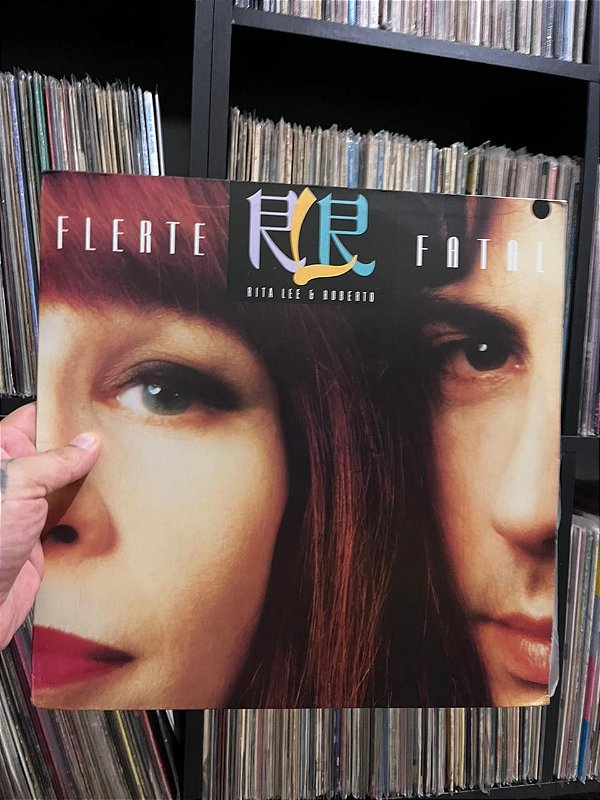 FLERTE
RLR
FATAL
RITA LEE & ROBERTO